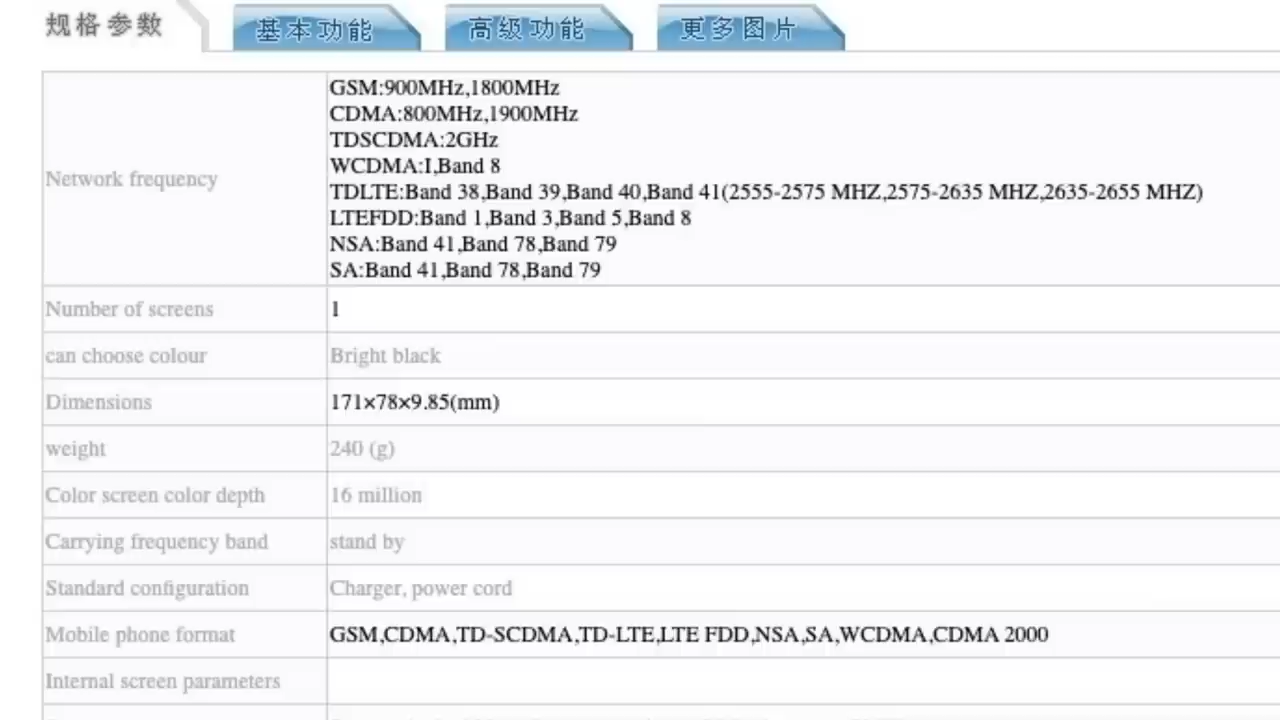 规格参数
基本功能
高级功能
更多图片
Network frequency
GSM:900MHz,1800MHz
CDMA:800MHz,1900MHz
TDSCDMA:2GHz
WCDMA:I,Band 8
TDLTE:Band 38,Band 39,Band 40,Band 41(2555-2575 MHZ,2575-2635 MHZ,2635-2655 MHZ)
LTEFDD:Band 1,Band 3,Band 5,Band 8
NSA:Band 41,Band 78,Band 79
SA:Band 41,Band 78,Band 79
Number of screens 1
can choose colour Bright black
Dimensions 171×78×9.85(mm)
weight 240 (g)
Color screen color depth 16 million
Carrying frequency band stand by
Standard configuration Charger, power cord
Mobile phone format GSM,CDMA,TD-SCDMA,TD-LTE,LTE FDD,NSA,SA,WCDMA,CDMA 2000
Internal screen parameters